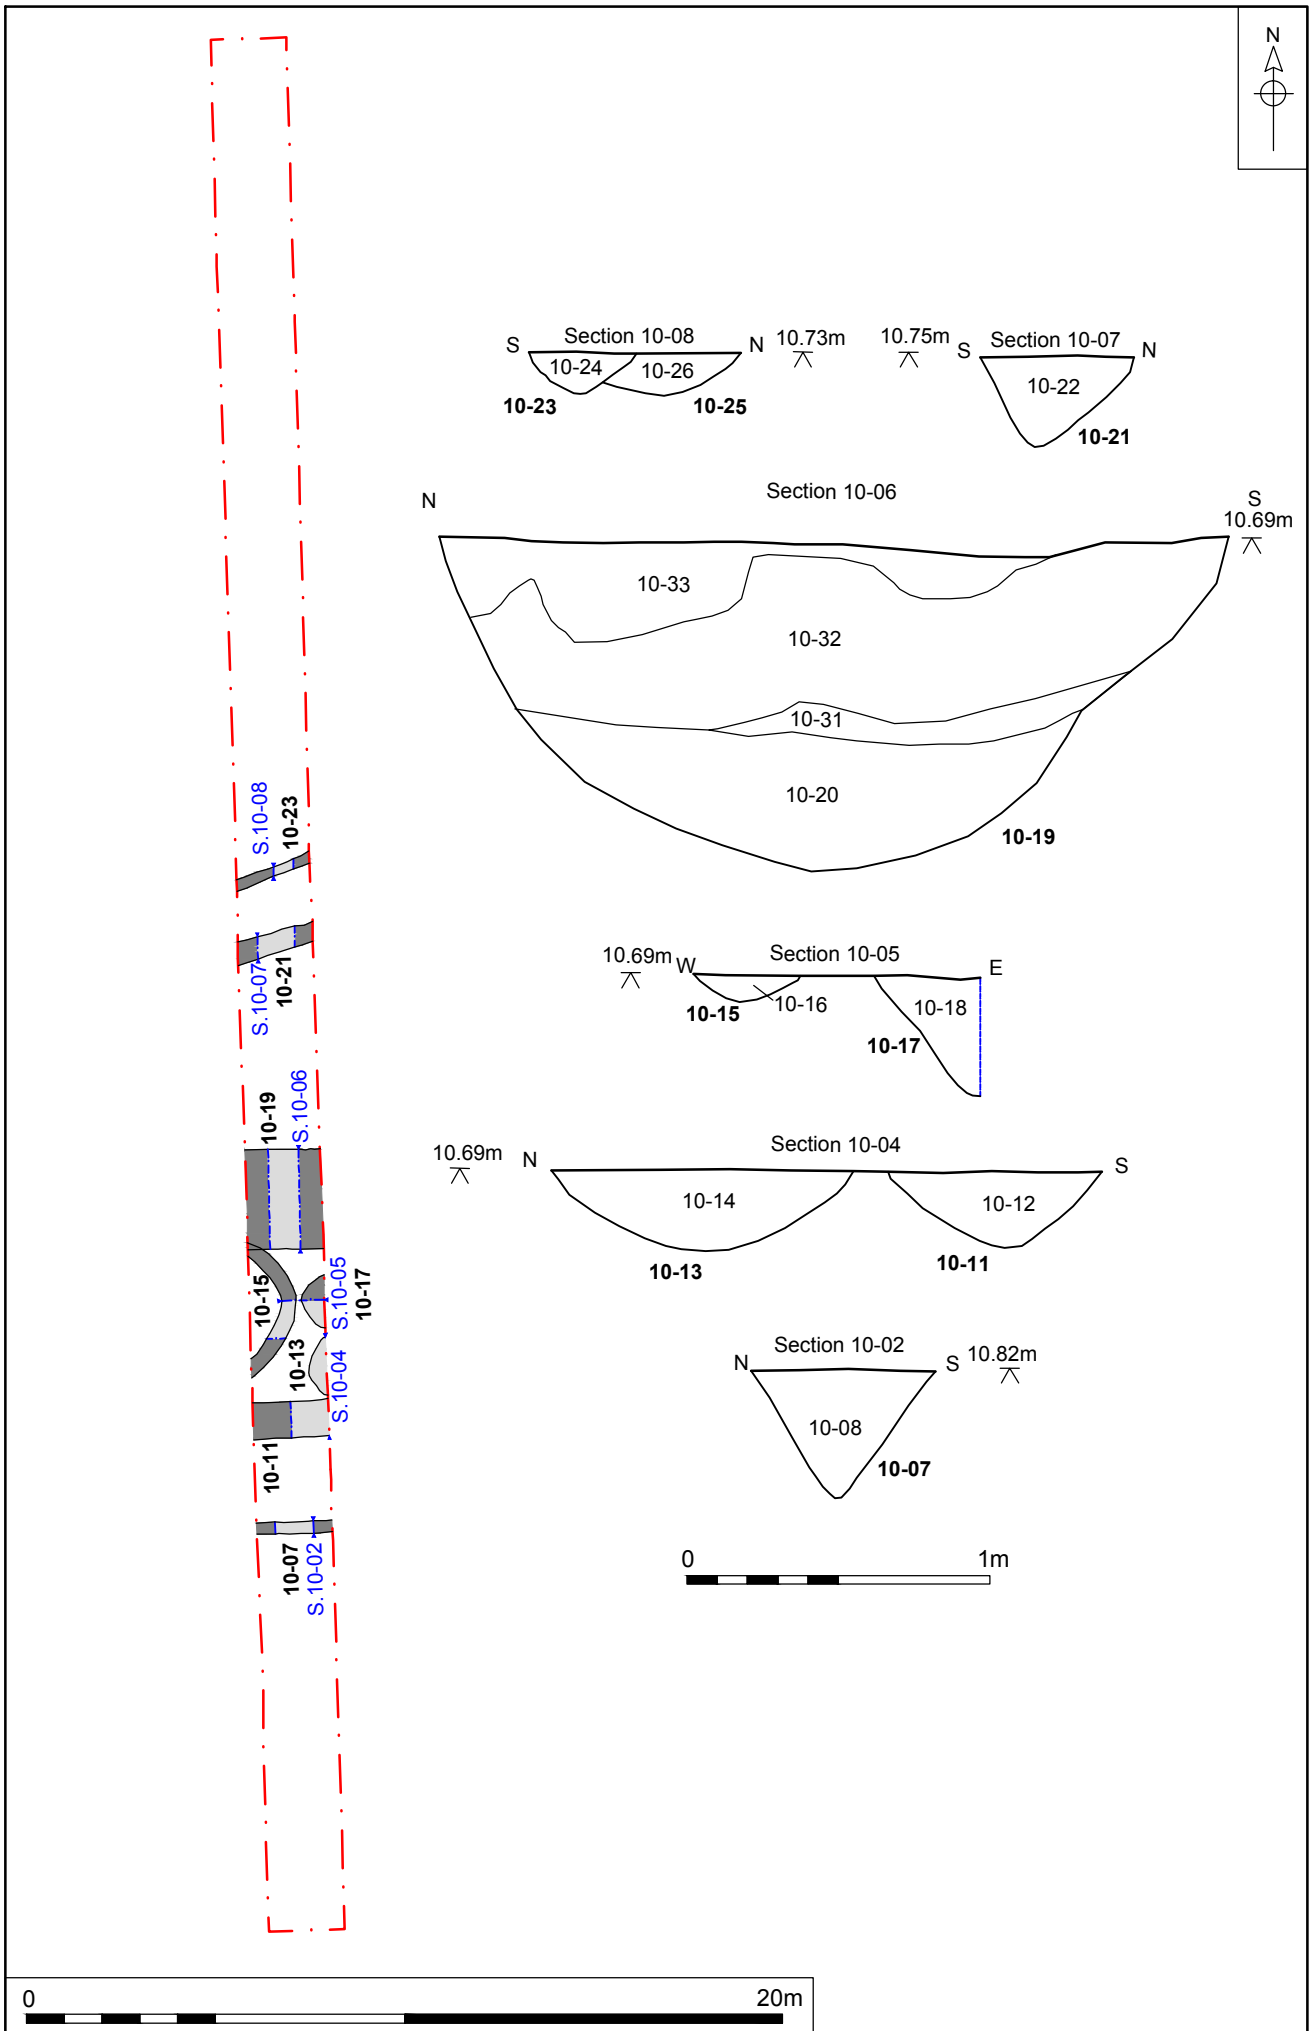 N
S
Section 10-08
N
10.73m
10.75m
S
Section 10-07
N
10-24
10-26
10-22
10-23
10-25
10-21
N
Section 10-06
S
10.69m
10-33
10-32
10-31
10-20
10-19
S.10-08
10-23
S.10-07
10-21
10.69m
W
Section 10-05
E
10-16
10-18
10-15
10-17
10-19
S.10-06
10.69m
N
Section 10-04
S
10-14
10-12
10-13
10-11
10-15
S.10-05
10-17
10-13
S.10-04
10-11
N
Section 10-02
S
10.82m
10-08
10-07
10-07
S.10-02
0
1m
0
20m